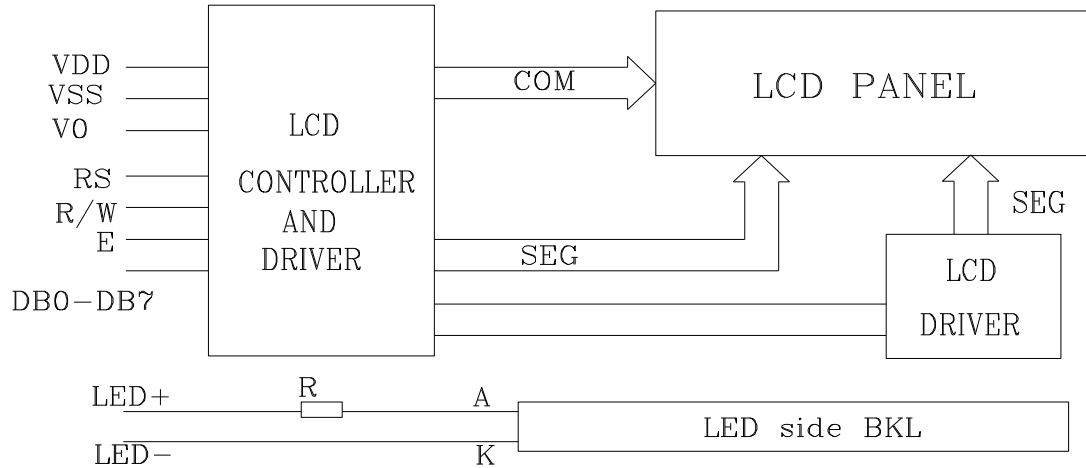 VDD
VSS
V0
RS
R/W
E
DB0-DB7
LCD
CONTROLLER
AND
DRIVER
COM
SEG
LCD PANEL
SEG
LCD
DRIVER
LED+
R
A
LED-
K
LED side BKL